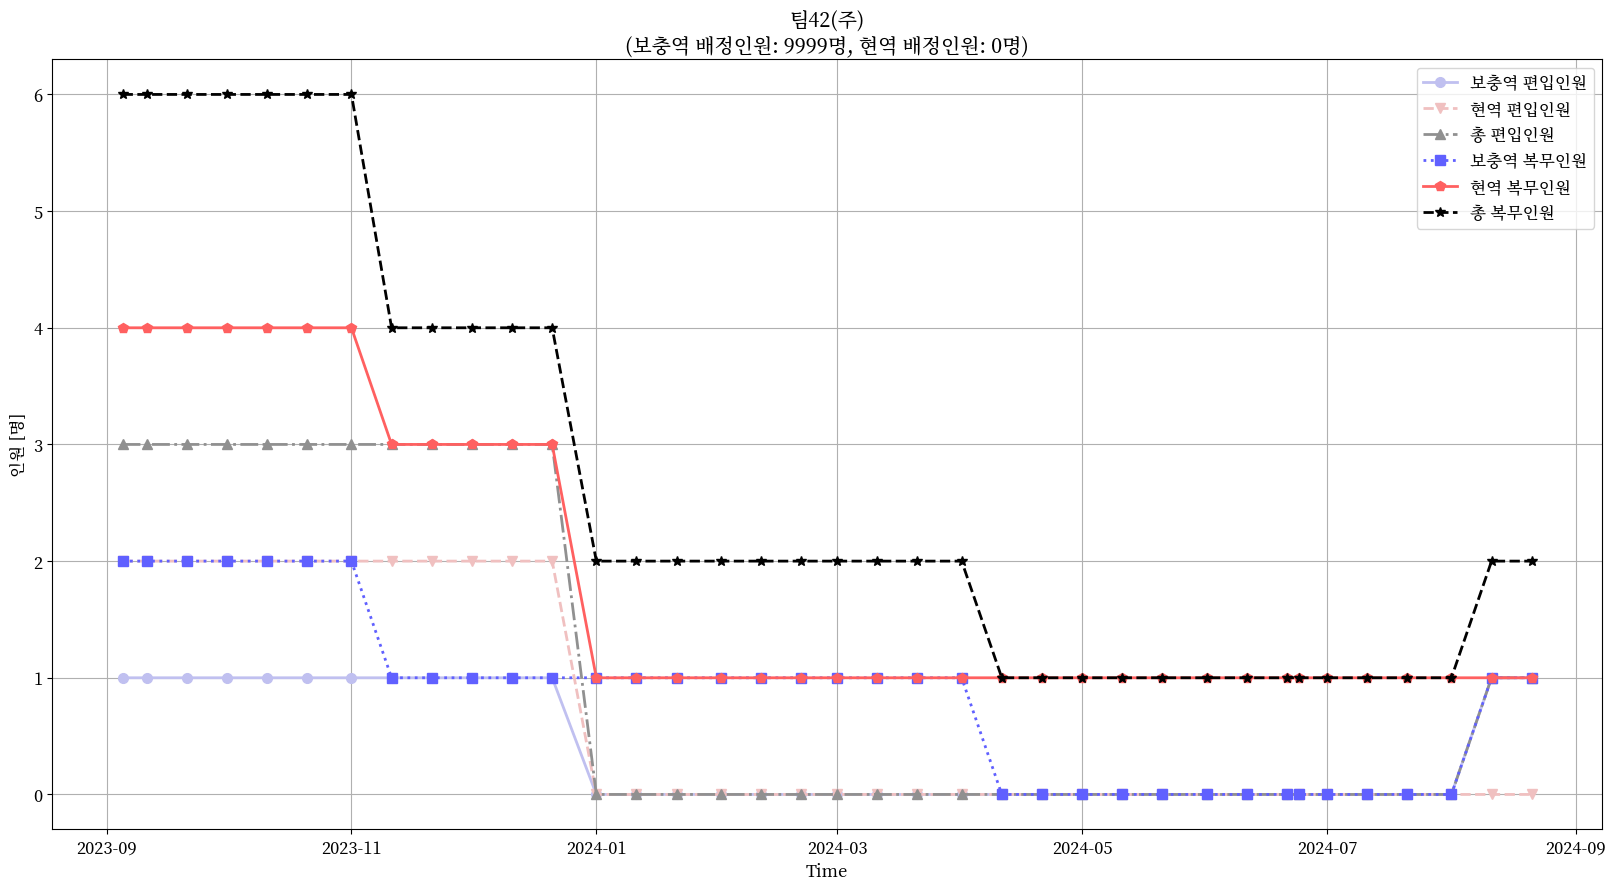 팀42(주)
(보충역 배정인원: 9999명, 현역 배정인원: 0명)
인원 [명]
6
5
4
3
2
1
0
보충역 편입인원
현역 편입인원
총 편입인원
보충역 복무인원
현역 복무인원
총 복무인원
2023-09
2023-11
2024-01
2024-03
2024-05
2024-07
2024-09
Time